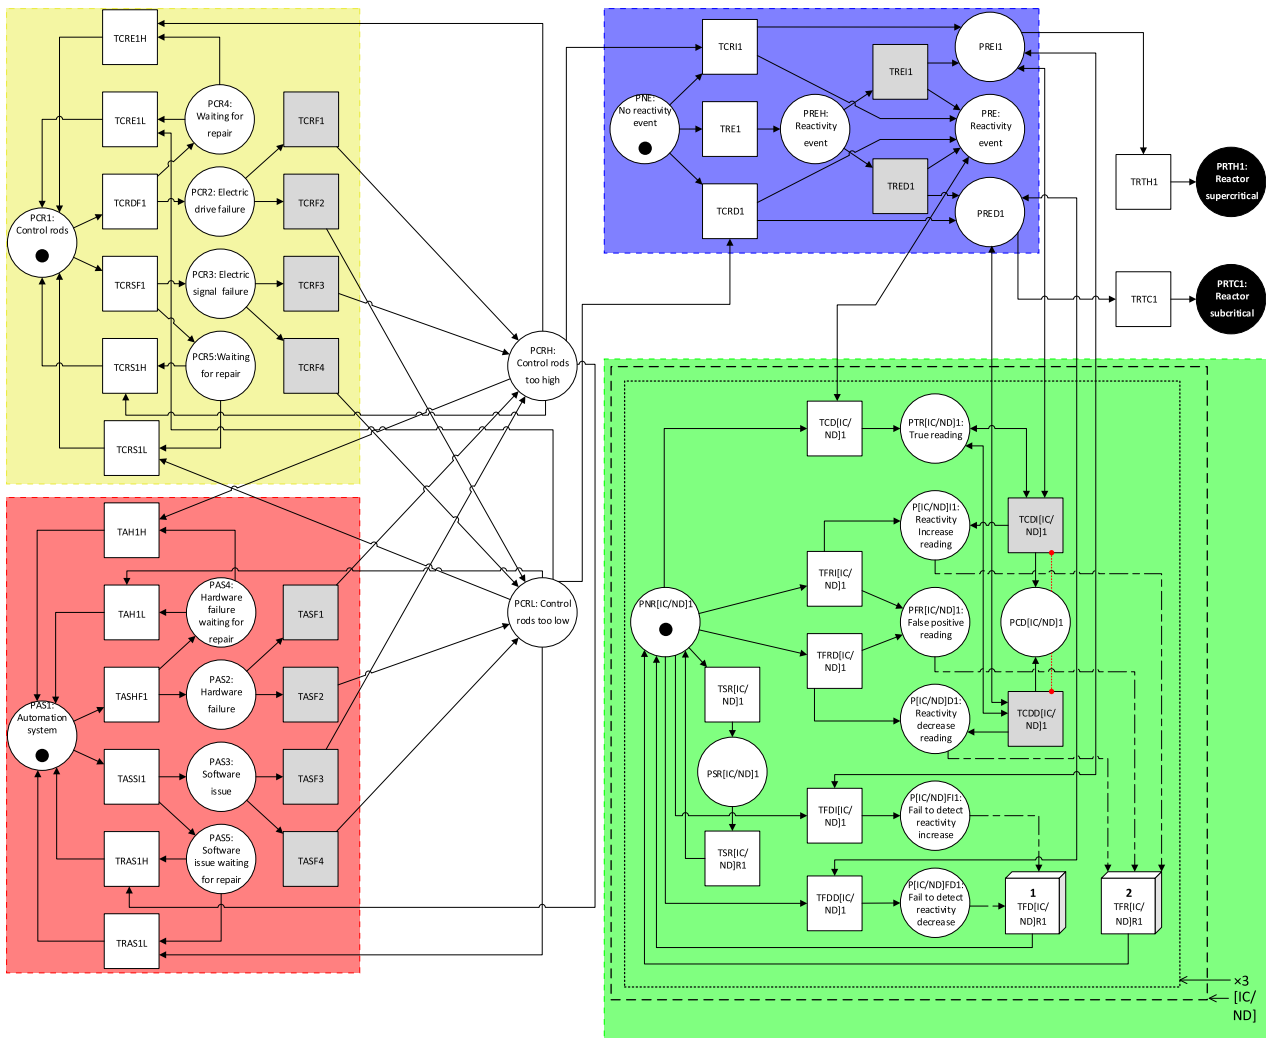 TCRE1H
PCR4:
Waiting for
repair
TCRE1L
TCRF1
TCRDF1
PCR2: Electric
drive failure
TCRF2
PCR1:
Control rods
TCRSF1
PCR3: Electric
signal failure
TCRF3
TCRS1H
PCR5:Waiting
for repair
TCRF4
TCRS1L
PCRH:
Control rods
too high
TAH1H
PAS4:
Hardware
failure
waiting for
repair
TAH1L
TASF1
PCRL: Control
rods too low
TASHF1
PAS2:
Hardware
failure
TASF2
PAS1:
Automation
system
TASSI1
PAS3:
Software
issue
TASF3
TRAS1H
PAS5:
Software
issue waiting
for repair
TASF4
TRAS1L
TCRI1
PREI1
TREI1
PNE:
No reactivity
event
TRE1
PREH:
Reactivity
event
PRE:
Reactivity
event
TRED1
TCRD1
PRED1
TRTH1
PRTH1:
Reactor
supercritical
TRTC1
PRTC1:
Reactor
subcritical
TCD[IC/
ND]1
PTR[IC/ND]1:
True reading
P[IC/ND]I1:
Reactivity
Increase
reading
TCDI[IC/
ND]1
TFRI[IC/
ND]1
PNR[IC/ND]1
PFR[IC/ND]1:
False positive
reading
PCD[IC/ND]1
TFRD[IC/
ND]1
TSR[IC/
ND]1
P[IC/ND]D1:
Reactivity
decrease
reading
TCDD[IC/
ND]1
PSR[IC/ND]1
TFDI[IC/
ND]1
P[IC/ND]FI1:
Fail to detect
reactivity
increase
TSR[IC/
ND]R1
TFDD[IC/
ND]1
P[IC/ND]FD1:
Fail to detect
reactivity
decrease
1
TFD[IC/
ND]R1
2
TFR[IC/
ND]R1
×3
[IC/
ND]